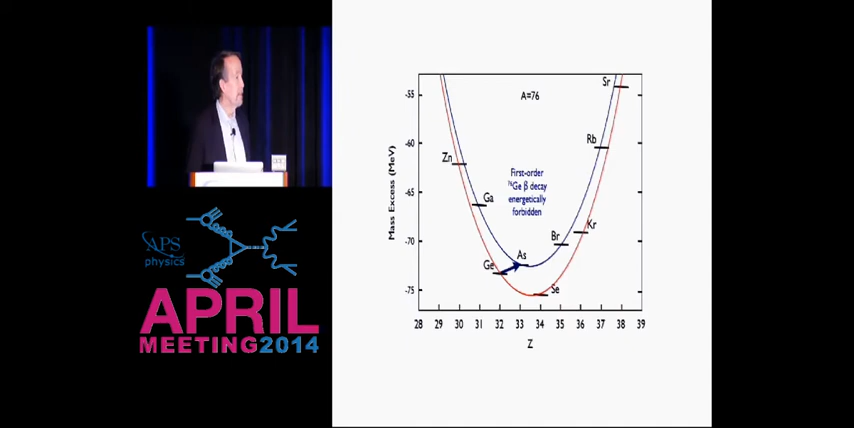 APS
physics
APRIL
MEETING2014
A=76
First-order
⁷⁶Ge β decay
energetically
forbidden
Mass Excess (MeV)
-55
-60
-65
-70
-75
Zn
Ga
Ge
As
Se
Br
Kr
Rb
Sr
28 29 30 31 32 33 34 35 36 37 38 39
Z